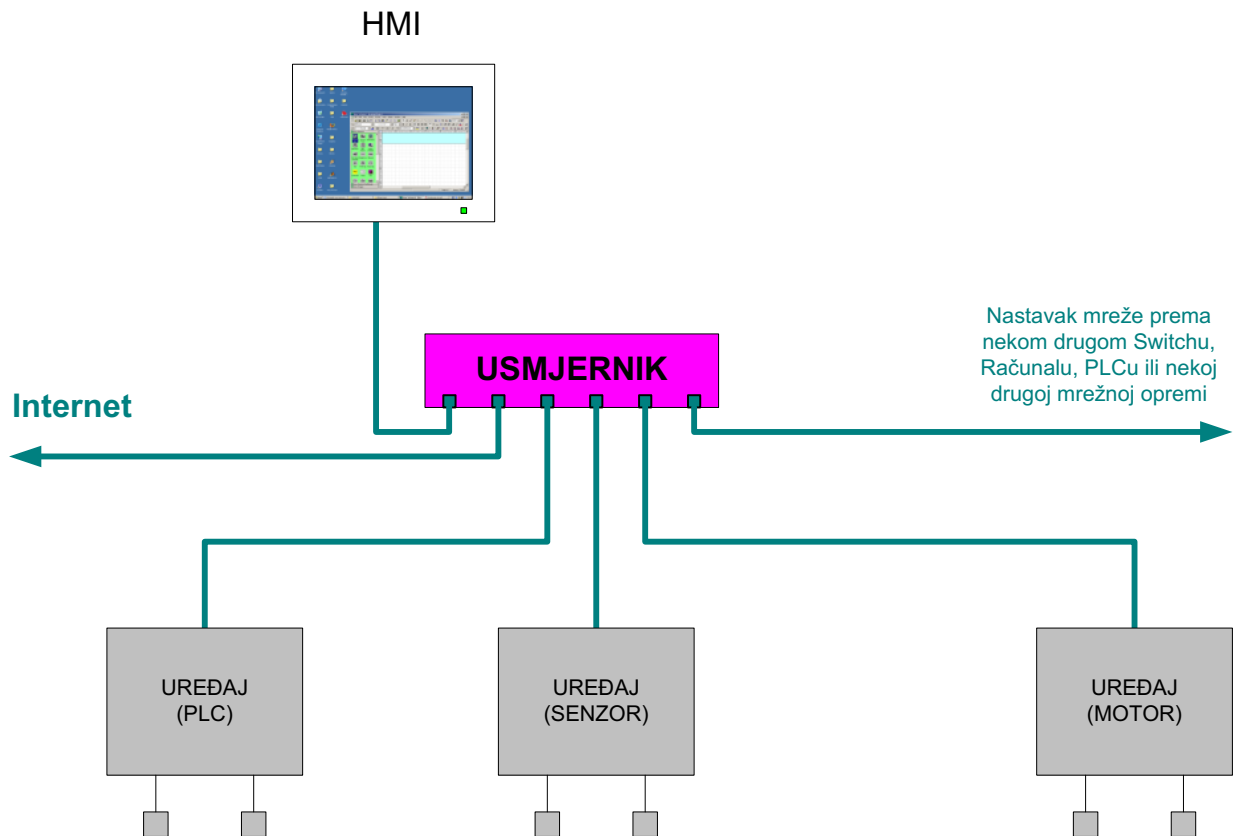 HMI
Nastavak mreže prema
nekom drugom Switchu,
Računalu, PLCu ili nekoj
drugoj mrežnoj opremi
USMJERNIK
Internet
UREĐAJ
(PLC)
UREĐAJ
(SENZOR)
UREĐAJ
(MOTOR)